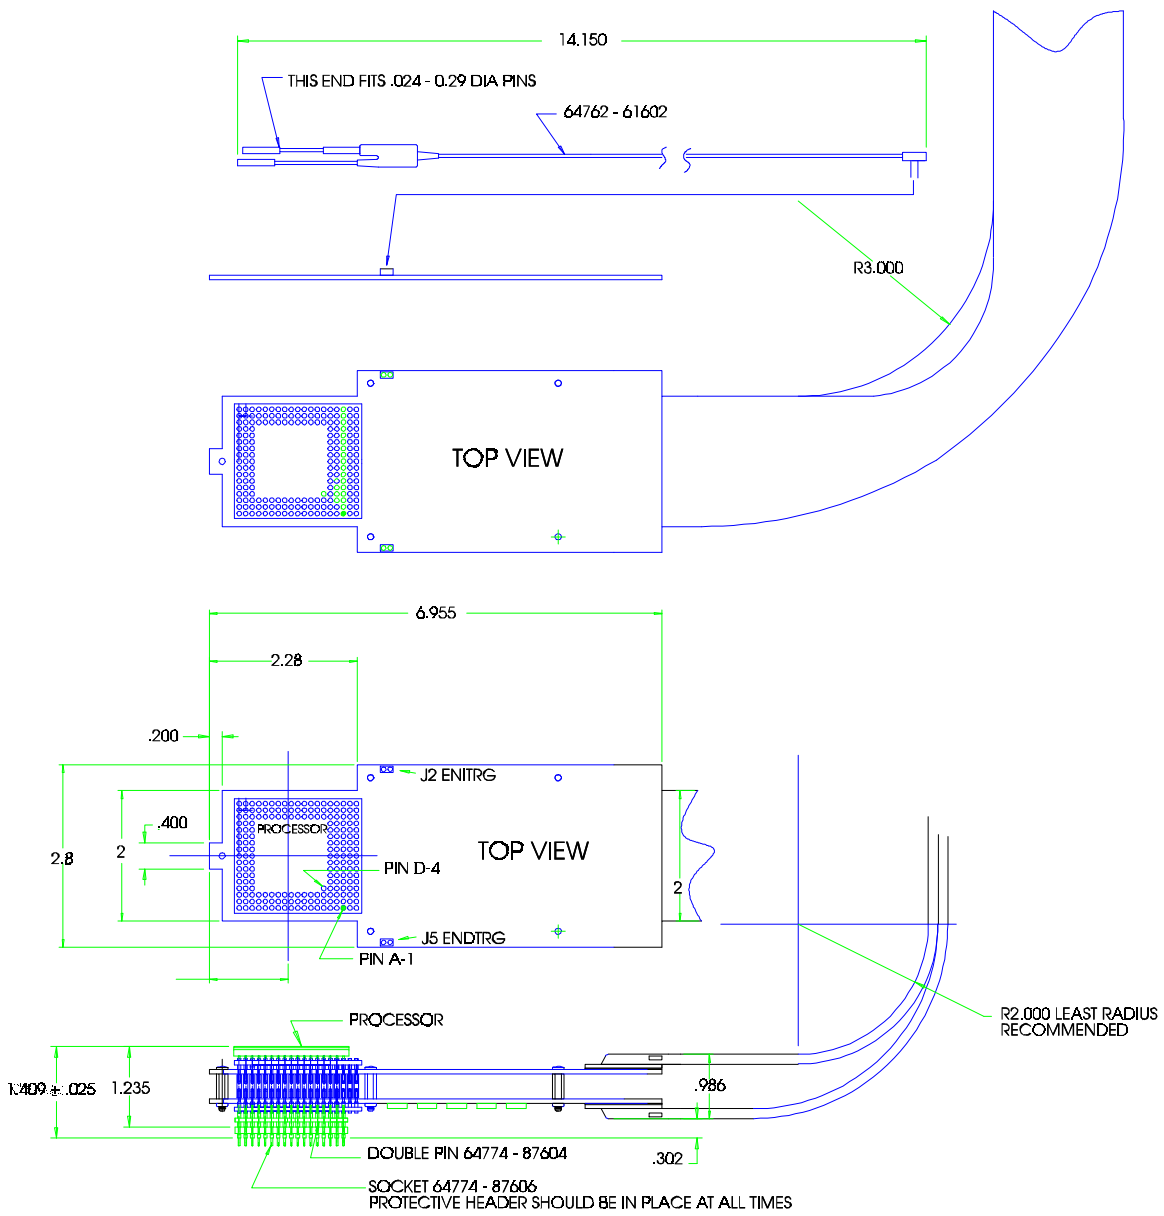 14.150
THIS END FITS .024 - 0.29 DIA PINS
64762 - 61602
R3.000
TOP VIEW
6.955
2.28
.200
J2 ENITRG
.400
PROCESSOR
2.8
2
TOP VIEW
PIN D-4
2
J5 ENDTRG
PIN A-1
R2.000 LEAST RADIUS
RECOMMENDED
PROCESSOR
1.409 ± .025
1.235
.986
DOUBLE PIN 64774 - 87604
.302
SOCKET 64774 - 87606
PROTECTIVE HEADER SHOULD BE IN PLACE AT ALL TIMES